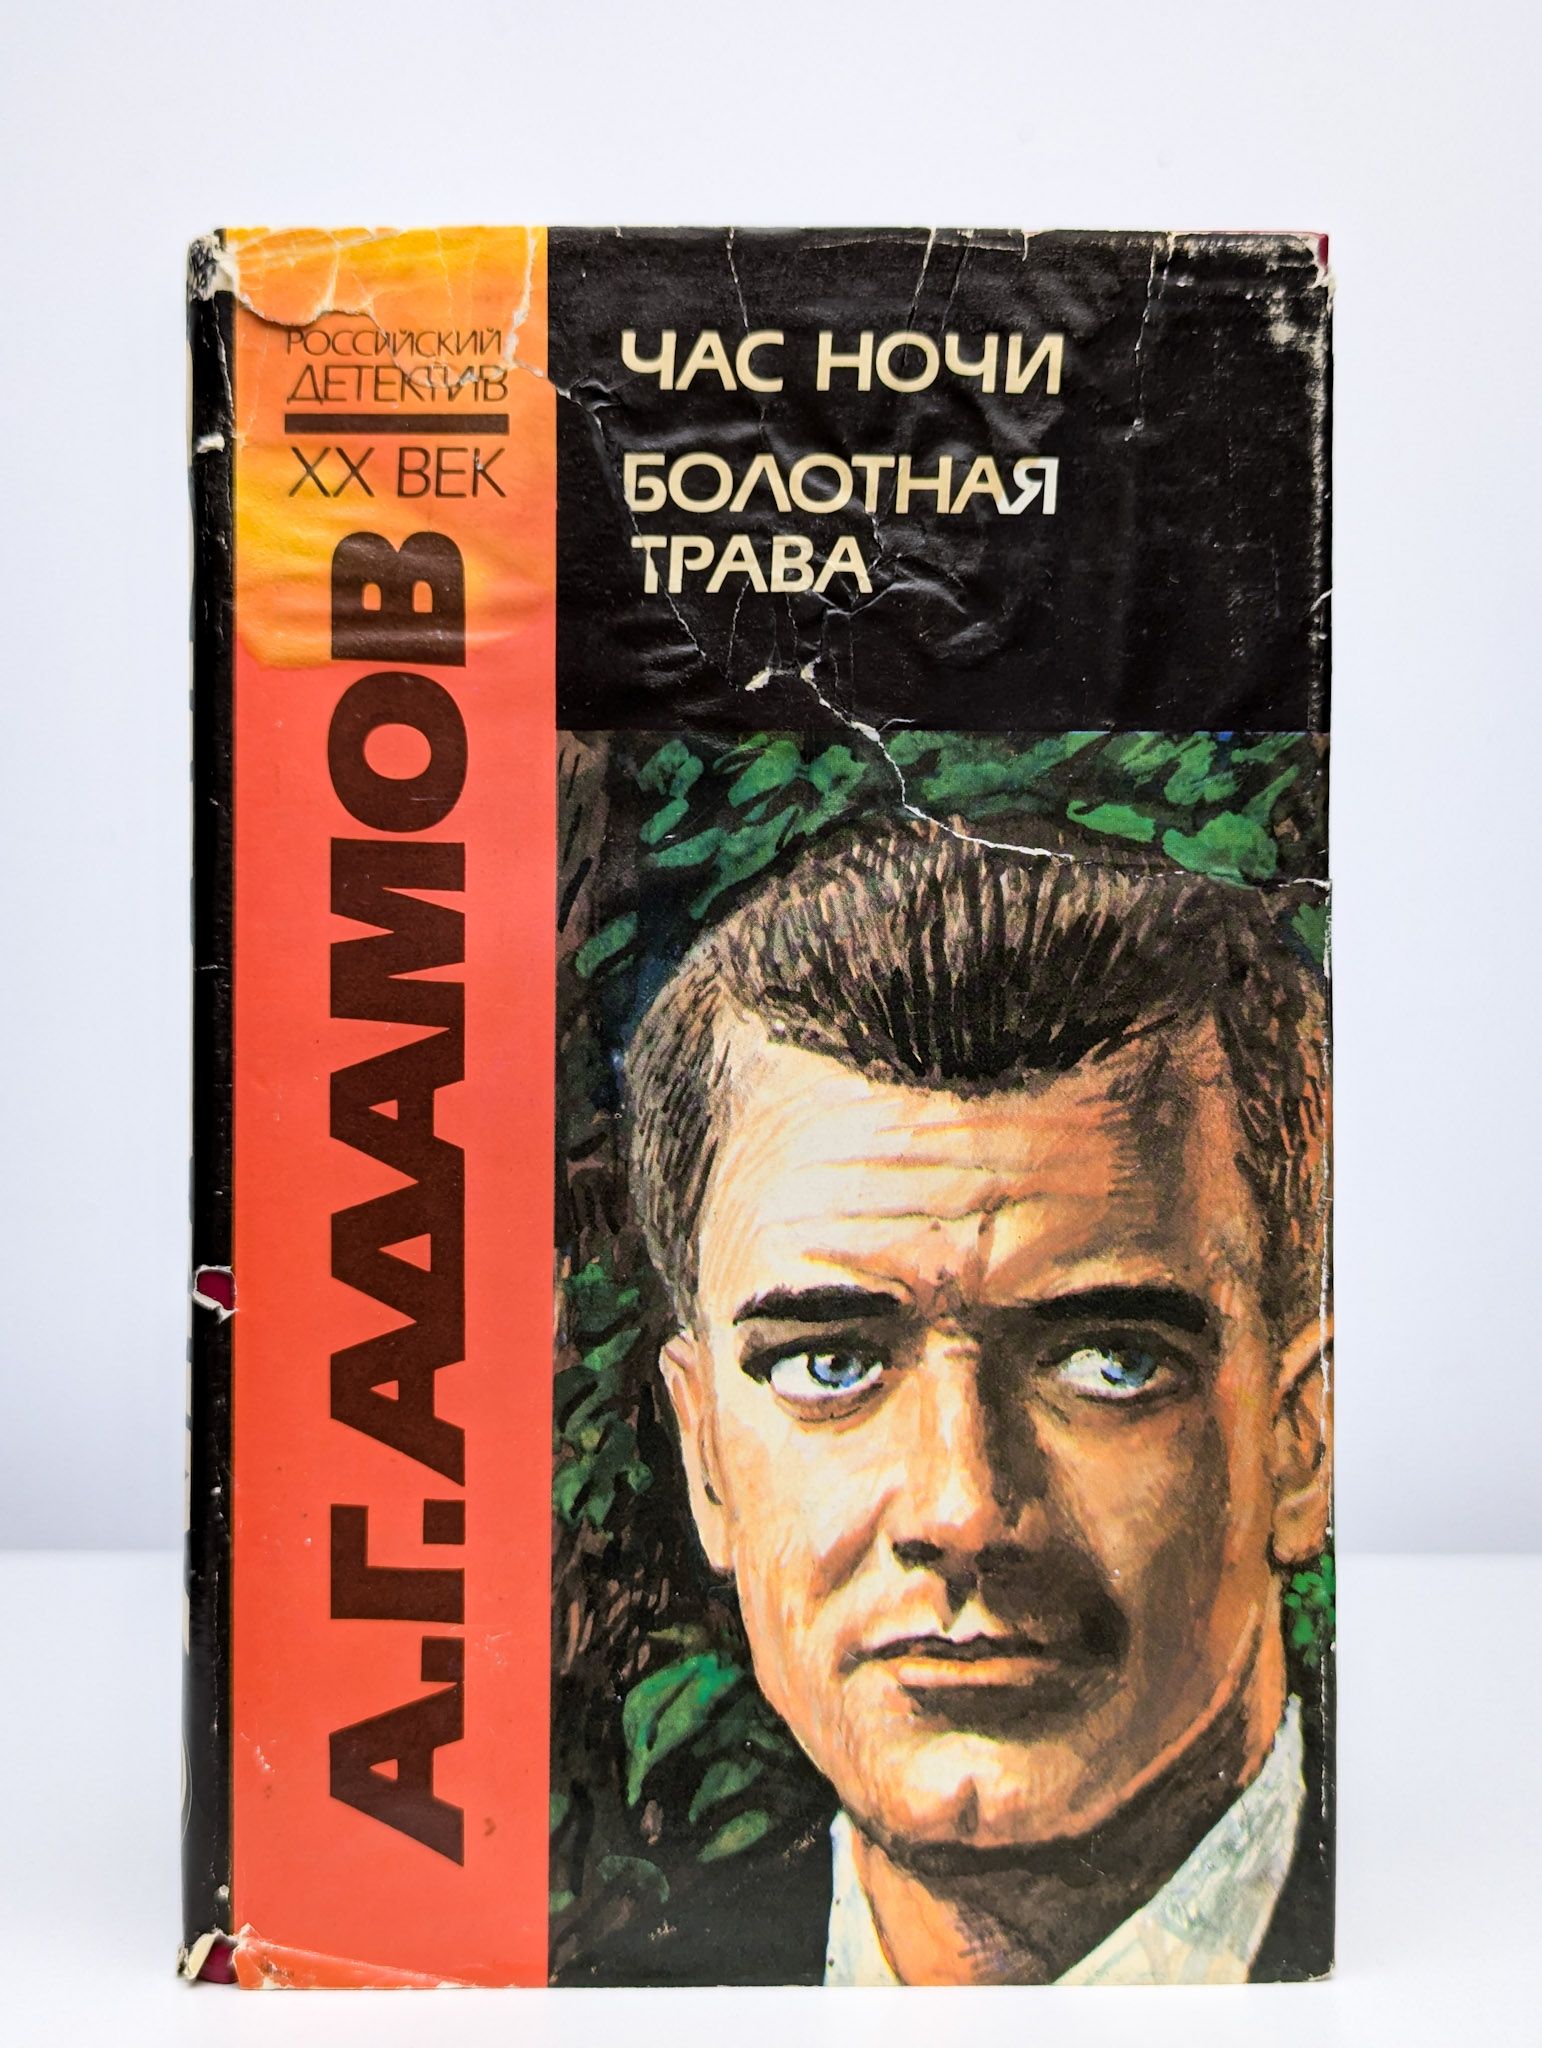 РОССИЙСКИЙ
ДЕТЕКТИВ
XX ВЕК
А.Г.АДАМОВ
ЧАС НОЧИ
БОЛОТНАЯ
ТРАВА